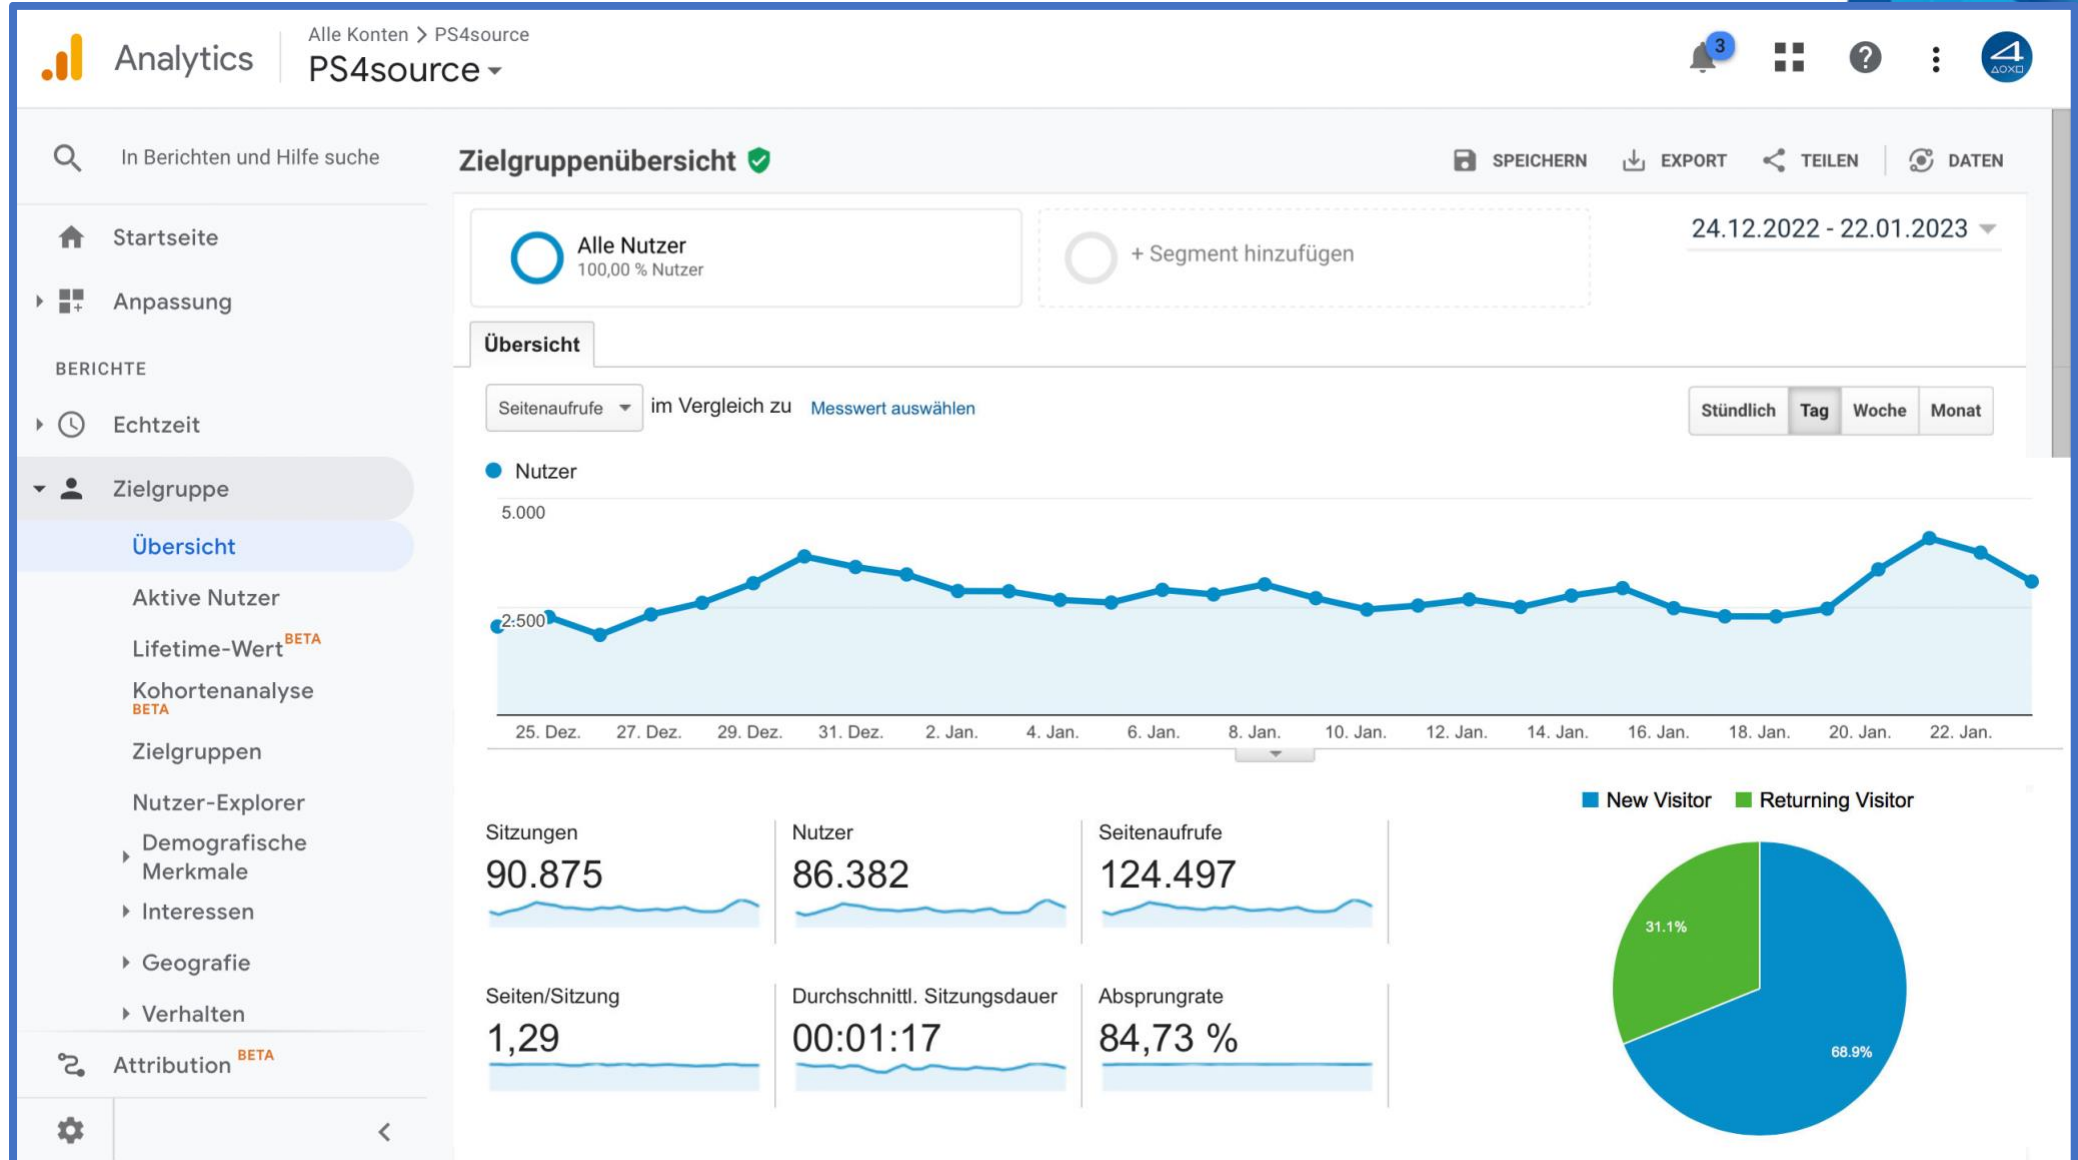 Alle Konten > PS4source
Analytics
PS4source
3
ΔOX□
In Berichten und Hilfe suche
Zielgruppenübersicht
SPEICHERN
EXPORT
TEILEN
DATEN
Startseite
Anpassung
BERICHTE
Echtzeit
Zielgruppe
Übersicht
Aktive Nutzer
Lifetime-Wert BETA
Kohortenanalyse
BETA
Zielgruppen
Nutzer-Explorer
Demografische
Merkmale
Interessen
Geografie
Verhalten
Attribution BETA
Alle Nutzer
100,00 % Nutzer
+ Segment hinzufügen
24.12.2022 - 22.01.2023
Übersicht
Seitenaufrufe im Vergleich zu Messwert auswählen
Stündlich Tag Woche Monat
Nutzer
5.000
2.500
25. Dez. 27. Dez. 29. Dez. 31. Dez. 2. Jan. 4. Jan. 6. Jan. 8. Jan. 10. Jan. 12. Jan. 14. Jan. 16. Jan. 18. Jan. 20. Jan. 22. Jan.
Sitzungen
90.875
Nutzer
86.382
Seitenaufrufe
124.497
Seiten/Sitzung
1,29
Durchschnittl. Sitzungsdauer
00:01:17
Absprungrate
84,73 %
New Visitor Returning Visitor
31.1%
68.9%